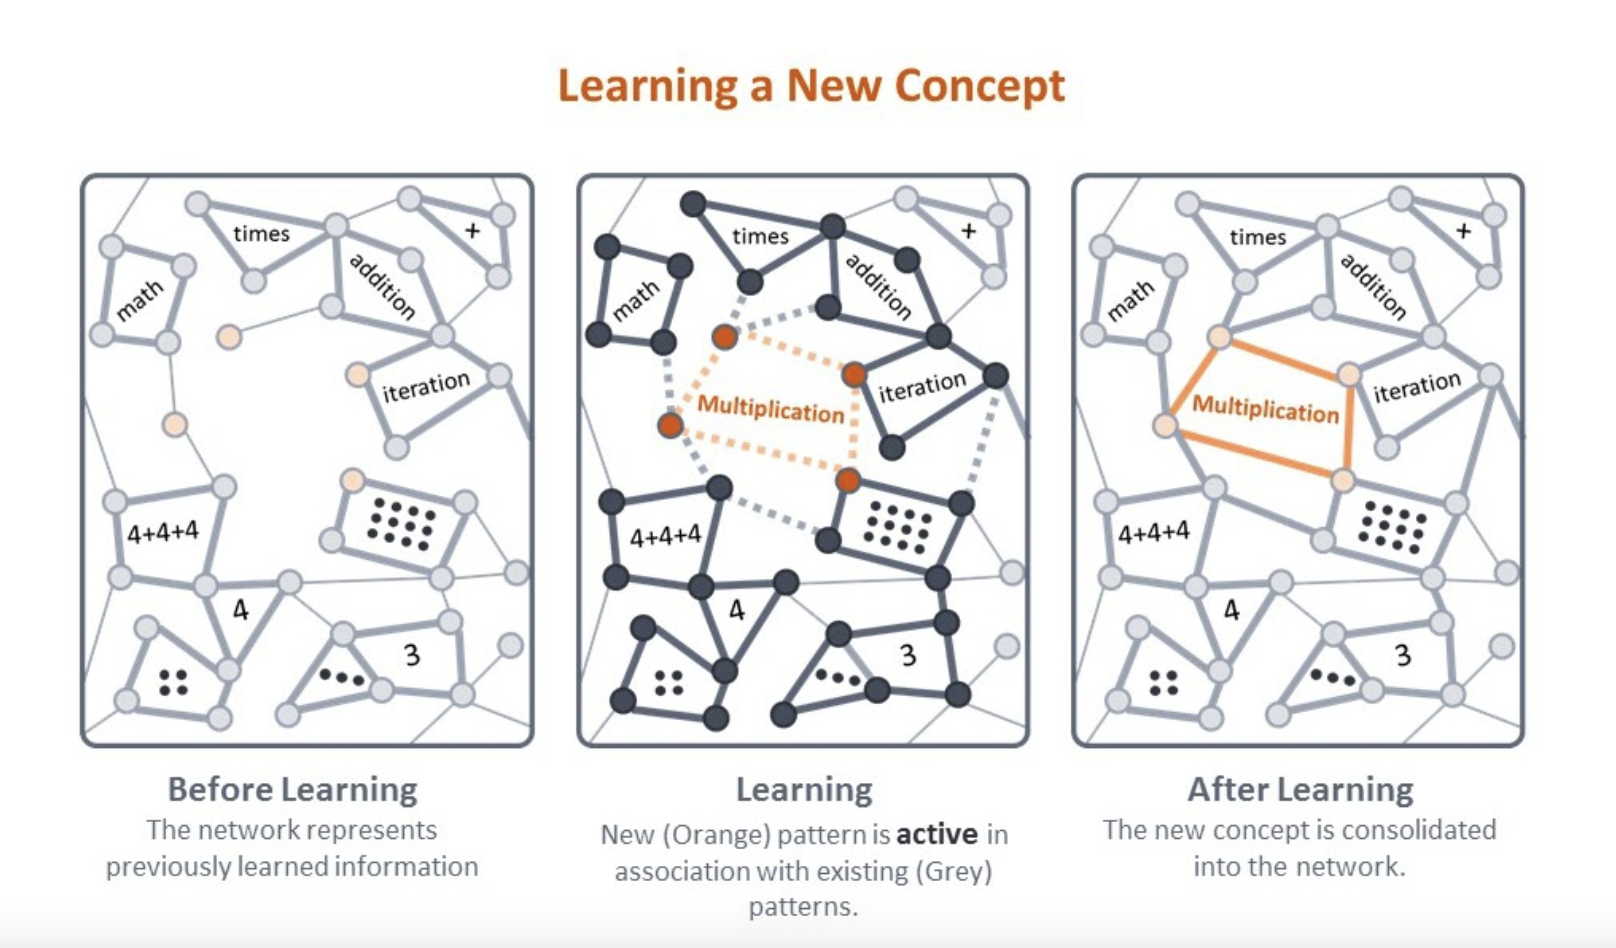 Learning a New Concept
times
+
math
addition
iteration
4+4+4
4
3
Before Learning
The network represents
previously learned information
times
+
math
addition
Multiplication
iteration
4+4+4
4
3
Learning
New (Orange) pattern is active in
association with existing (Grey)
patterns.
times
+
math
addition
Multiplication
iteration
4+4+4
4
3
After Learning
The new concept is consolidated
into the network.